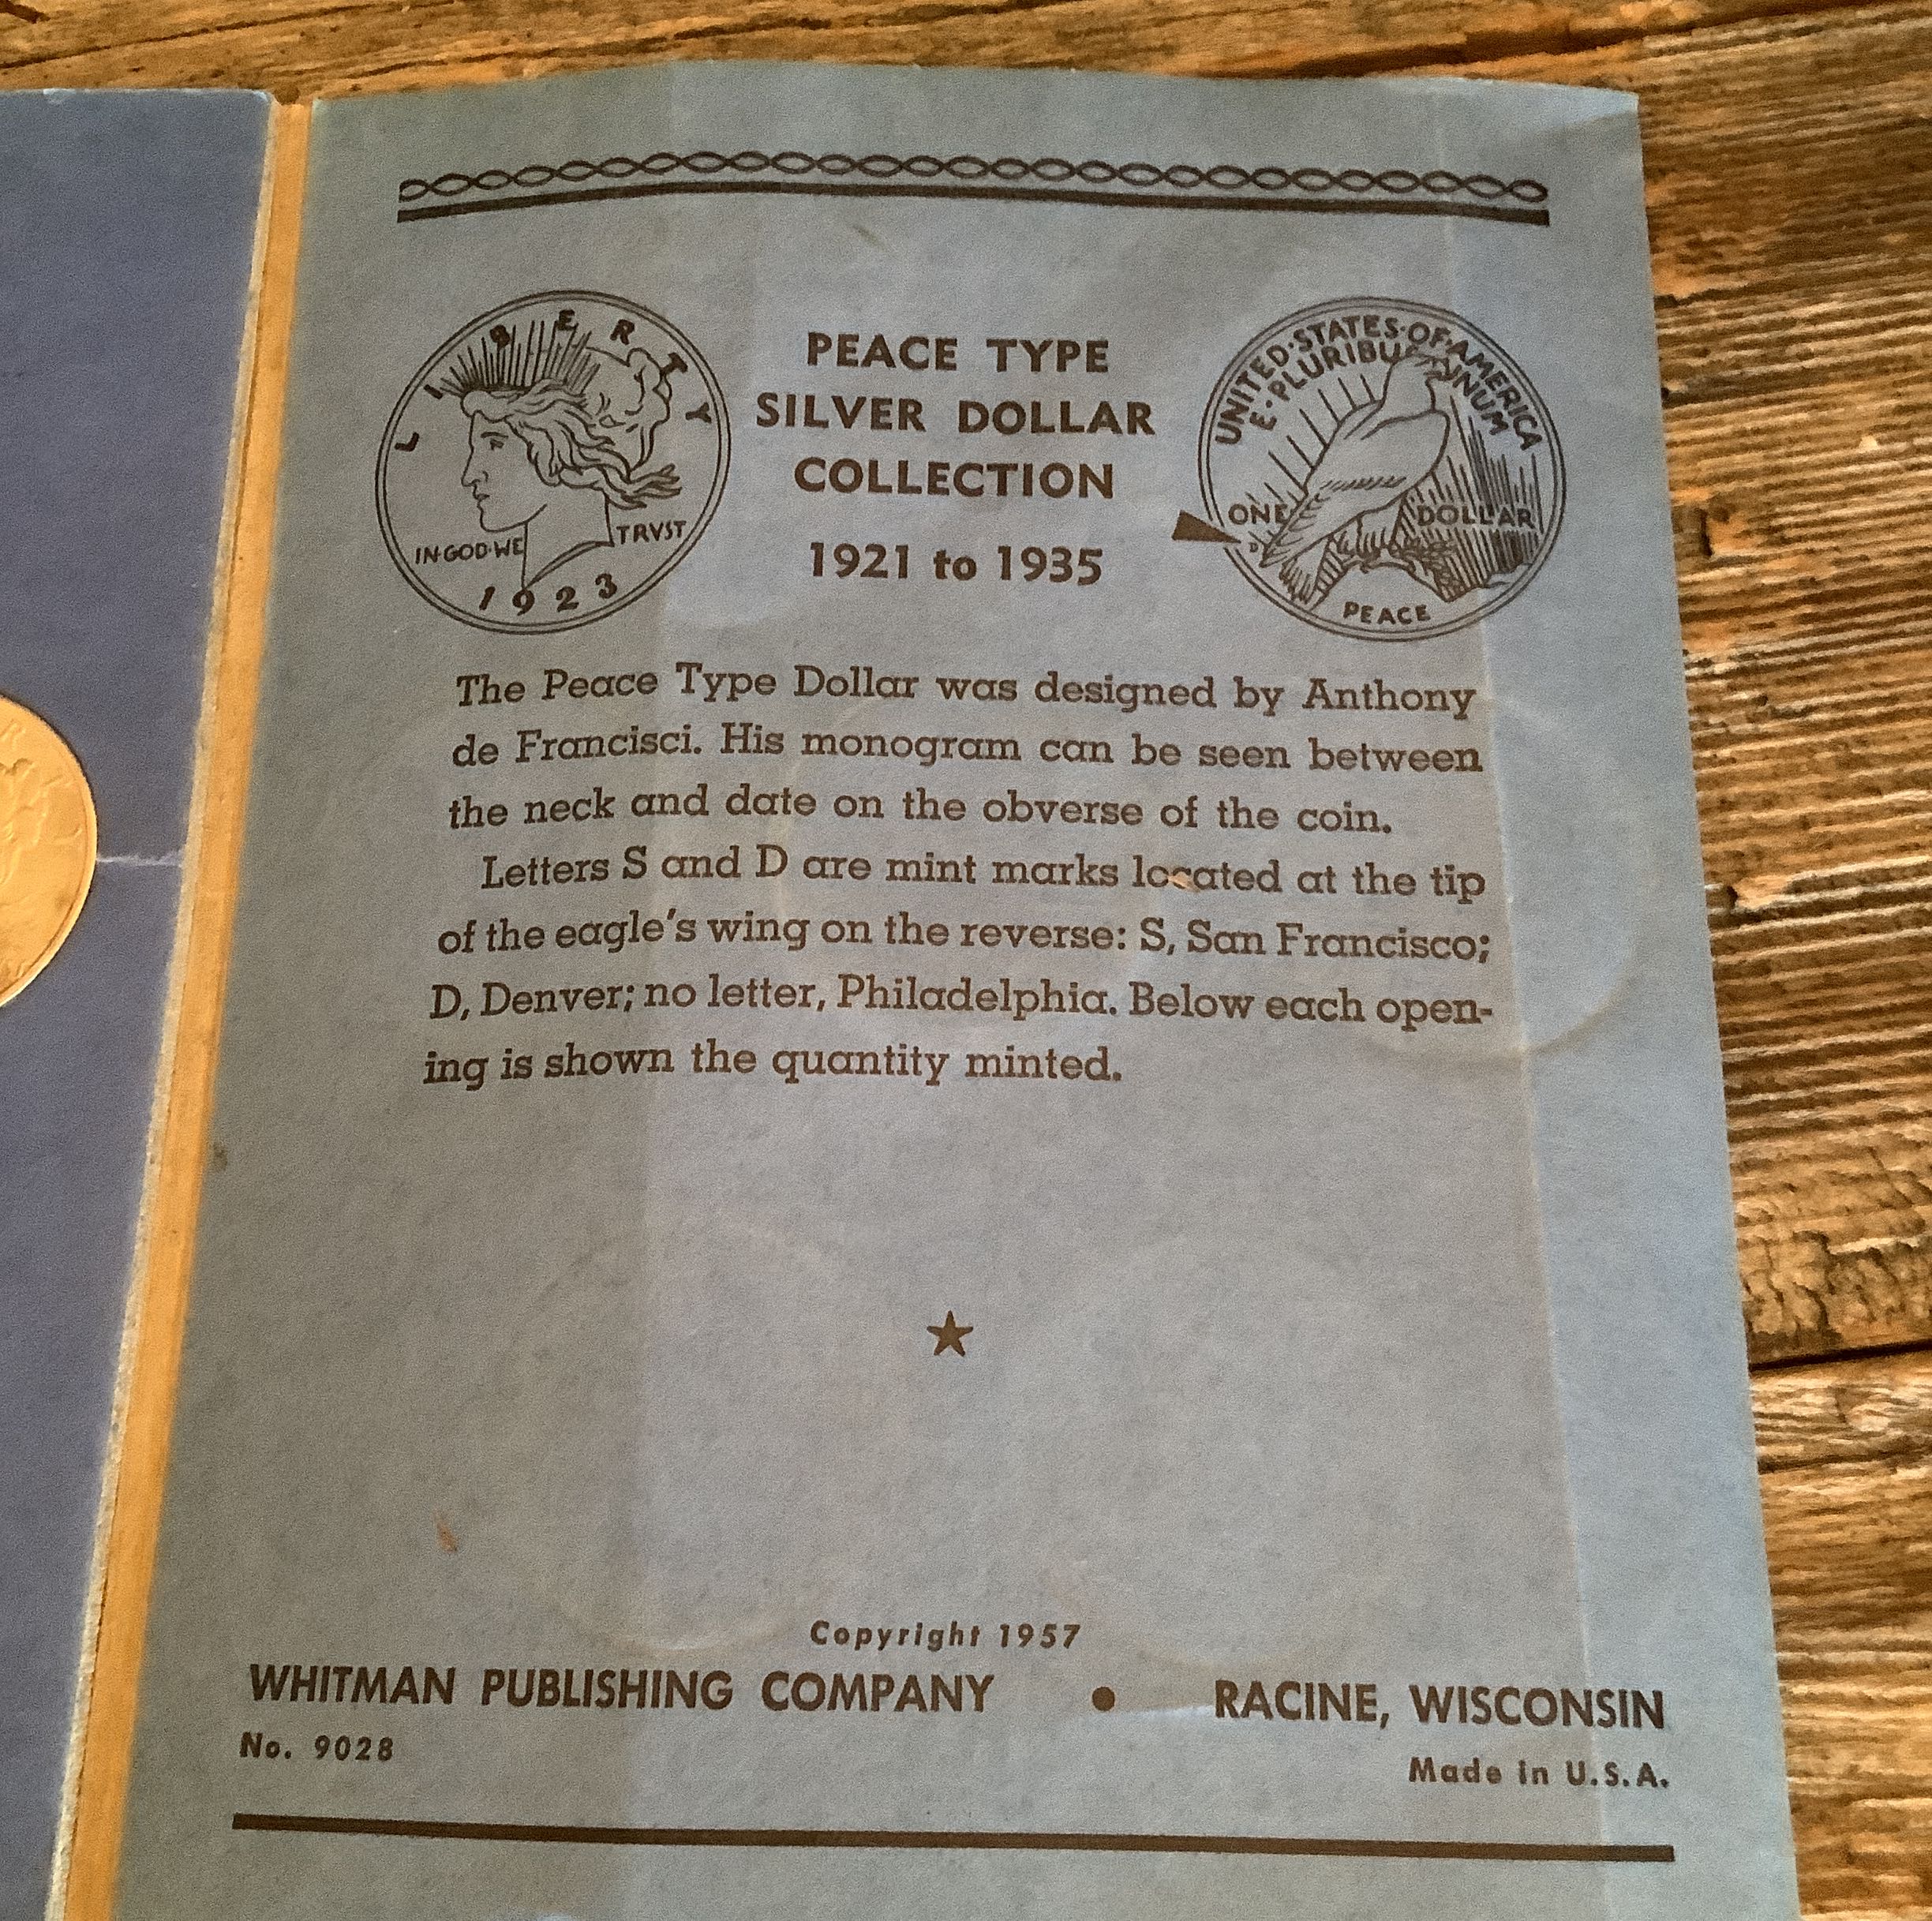 LIBERTY
IN·GOD·WE TRVST
1923
PEACE TYPE
SILVER DOLLAR
COLLECTION
1921 to 1935
UNITED·STATES·OF·AMERICA
E·PLURIBUS UNUM
ONE DOLLAR
D
PEACE
The Peace Type Dollar was designed by Anthony
de Francisci. His monogram can be seen between
the neck and date on the obverse of the coin.
Letters S and D are mint marks located at the tip
of the eagle's wing on the reverse: S, San Francisco;
D, Denver; no letter, Philadelphia. Below each open-
ing is shown the quantity minted.
Copyright 1957
WHITMAN PUBLISHING COMPANY • RACINE, WISCONSIN
No. 9028
Made in U.S.A.